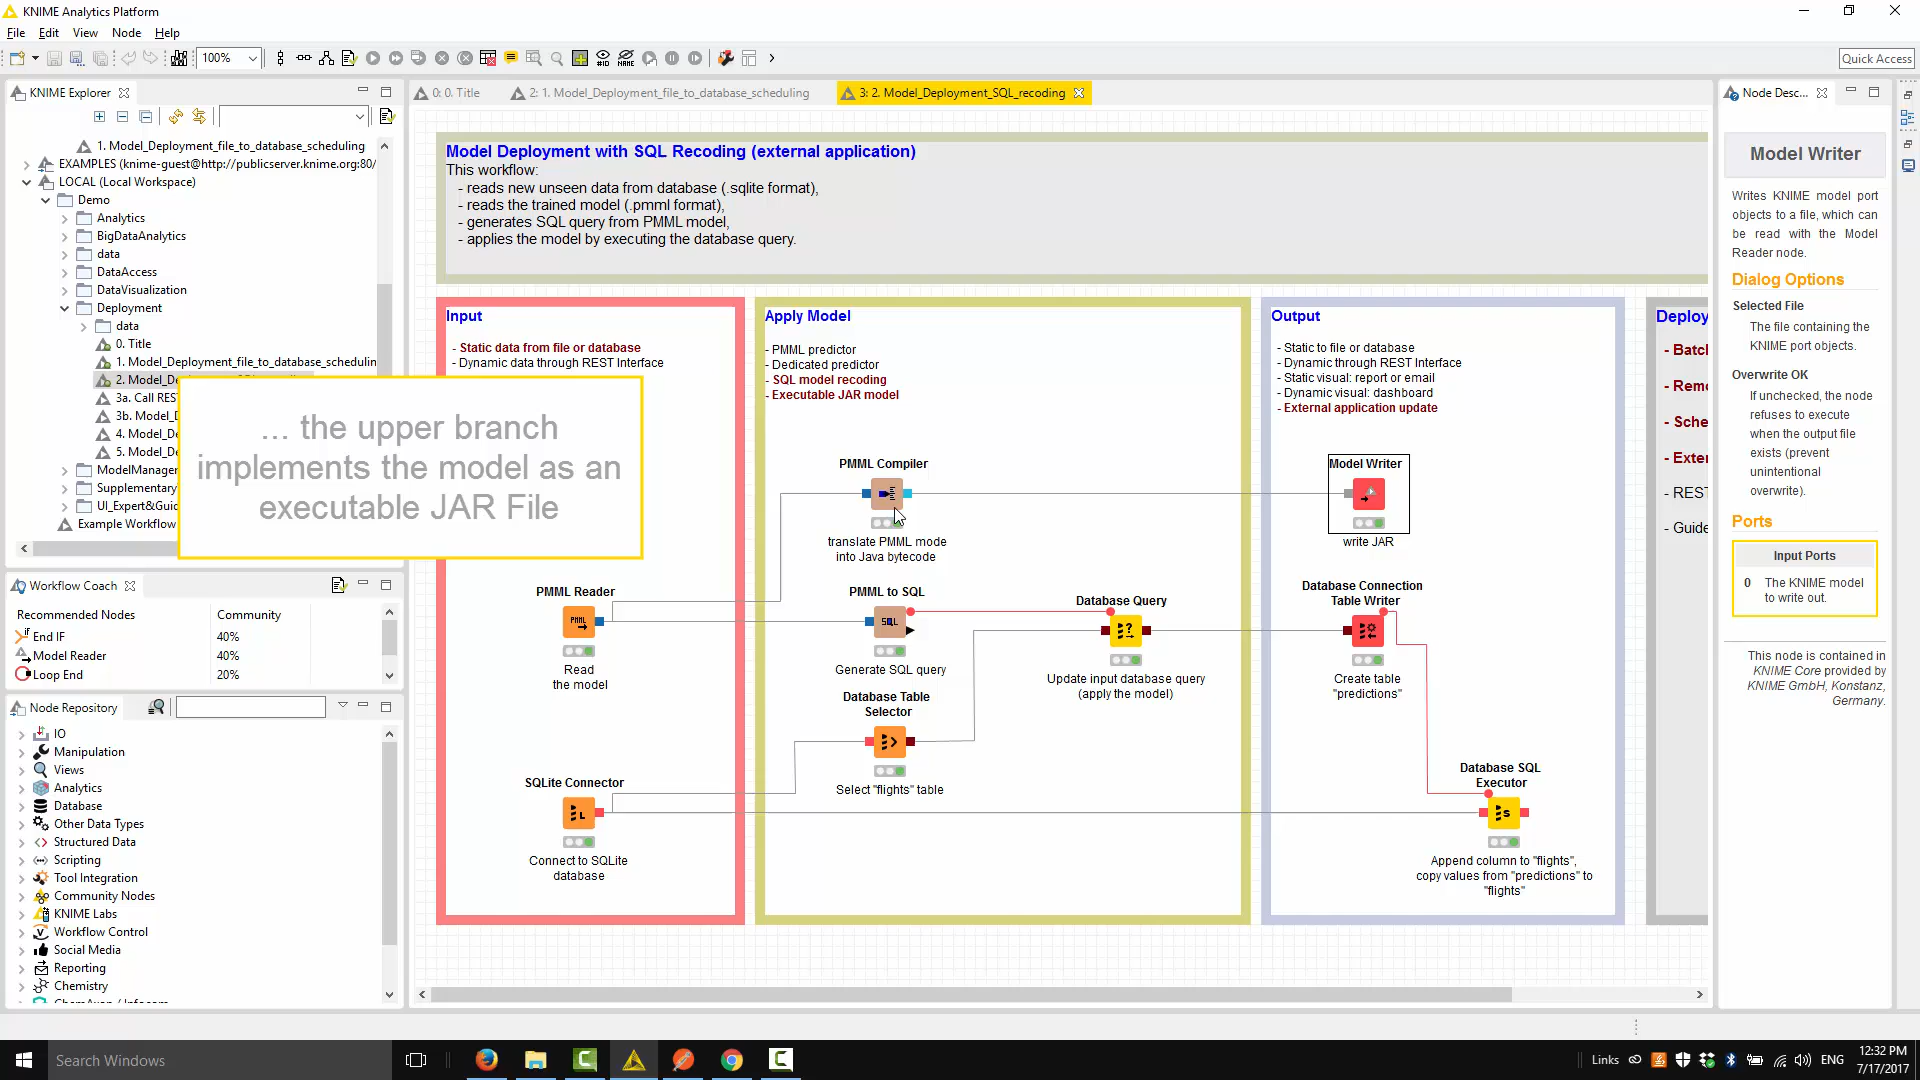 KNIME Analytics Platform
File Edit View Node Help
100%
Quick Access
KNIME Explorer
1. Model_Deployment_file_to_database_scheduling
EXAMPLES (knime-guest@http://publicserver.knime.org:80/
LOCAL (Local Workspace)
Demo
Analytics
BigDataAnalytics
data
DataAccess
DataVisualization
Deployment
data
0. Title
1. Model_Deployment_file_to_database_schedulin
2. Model_De
3a. Call RES
3b. Model_D
4. Model_De
5. Model_D
ModelManager
Supplementary
UI_Expert&Guid
Example Workflow
... the upper branch
implements the model as an
executable JAR File
Workflow Coach
Recommended Nodes Community
End IF 40%
Model Reader 40%
Loop End 20%
Node Repository
IO
Manipulation
Views
Analytics
Database
Other Data Types
Structured Data
Scripting
Tool Integration
Community Nodes
KNIME Labs
Workflow Control
Social Media
Reporting
Chemistry
0: 0. Title
2: 1. Model_Deployment_file_to_database_scheduling
3: 2. Model_Deployment_SQL_recoding
Model Deployment with SQL Recoding (external application)
This workflow:
- reads new unseen data from database (.sqlite format),
- reads the trained model (.pmml format),
- generates SQL query from PMML model,
- applies the model by executing the database query.
Input
- Static data from file or database
- Dynamic data through REST Interface
PMML Reader
PMML
Read
the model
SQLite Connector
L
Connect to SQLite
database
Apply Model
- PMML predictor
- Dedicated predictor
- SQL model recoding
- Executable JAR model
PMML Compiler
translate PMML mode
into Java bytecode
PMML to SQL
SQL
Generate SQL query
Database Table
Selector
Select "flights" table
Database Query
?
Update input database query
(apply the model)
Output
- Static to file or database
- Dynamic through REST Interface
- Static visual: report or email
- Dynamic visual: dashboard
- External application update
Model Writer
write JAR
Database Connection
Table Writer
Create table
"predictions"
Database SQL
Executor
S
Append column to "flights",
copy values from "predictions" to
"flights"
Deploy
- Batc
- Rem
- Sche
- Exter
- REST
- Guide
Node Desc...
Model Writer
Writes KNIME model port
objects to a file, which can
be read with the Model
Reader node.
Dialog Options
Selected File
The file containing the
KNIME port objects.
Overwrite OK
If unchecked, the node
refuses to execute
when the output file
exists (prevent
unintentional
overwrite).
Ports
Input Ports
0 The KNIME model
to write out.
This node is contained in
KNIME Core provided by
KNIME GmbH, Konstanz,
Germany.
Search Windows
Links
ENG
12:32 PM
7/17/2017